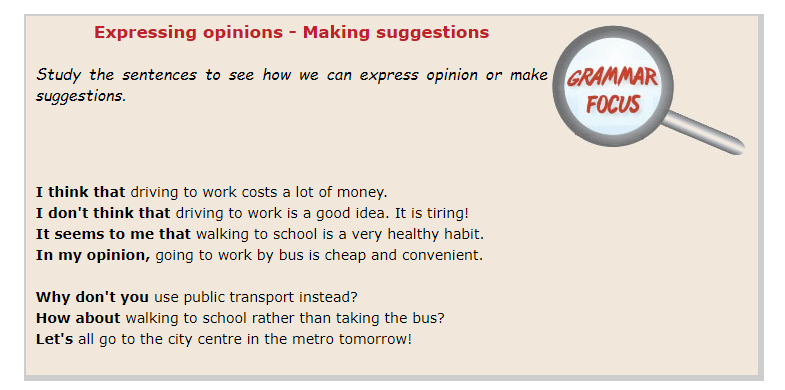 Expressing opinions - Making suggestions
Study the sentences to see how we can express opinion or make
suggestions.
GRAMMAR
FOCUS
I think that driving to work costs a lot of money.
I don't think that driving to work is a good idea. It is tiring!
It seems to me that walking to school is a very healthy habit.
In my opinion, going to work by bus is cheap and convenient.
Why don't you use public transport instead?
How about walking to school rather than taking the bus?
Let's all go to the city centre in the metro tomorrow!